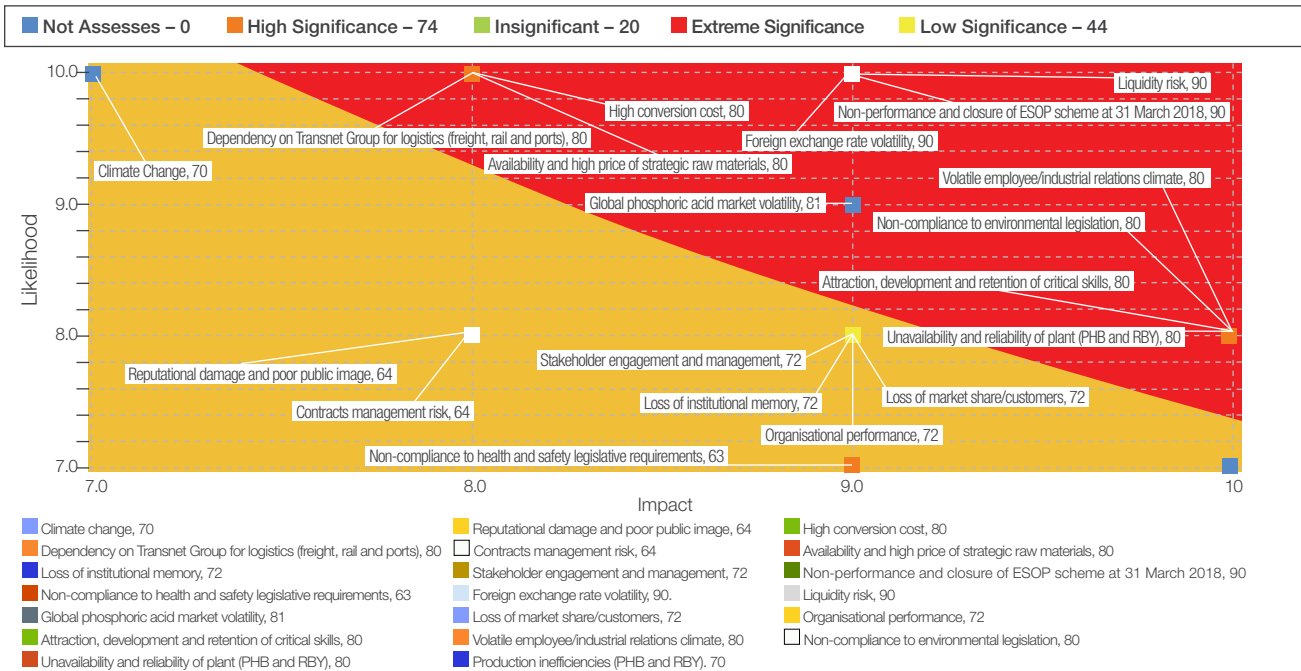 Not Assesses – 0 High Significance – 74 Insignificant – 20 Extreme Significance Low Significance – 44
10.0
Liquidity risk, 90
High conversion cost, 80
Non-performance and closure of ESOP scheme at 31 March 2018, 90
Dependency on Transnet Group for logistics (freight, rail and ports), 80
Foreign exchange rate volatility, 90
Availability and high price of strategic raw materials, 80
Climate Change, 70
Volatile employee/industrial relations climate, 80
9.0
Global phosphoric acid market volatility, 81
Non-compliance to environmental legislation, 80
Likelihood
Attraction, development and retention of critical skills, 80
8.0
Unavailability and reliability of plant (PHB and RBY), 80
Stakeholder engagement and management, 72
Reputational damage and poor public image, 64
Loss of institutional memory, 72
Loss of market share/customers, 72
Contracts management risk, 64
Organisational performance, 72
Non-compliance to health and safety legislative requirements, 63
7.0
7.0 8.0 9.0 10
Impact
Climate change, 70
Reputational damage and poor public image, 64
High conversion cost, 80
Dependency on Transnet Group for logistics (freight, rail and ports), 80
Contracts management risk, 64
Availability and high price of strategic raw materials, 80
Loss of institutional memory, 72
Stakeholder engagement and management, 72
Non-performance and closure of ESOP scheme at 31 March 2018, 90
Non-compliance to health and safety legislative requirements, 63
Foreign exchange rate volatility, 90.
Liquidity risk, 90
Global phosphoric acid market volatility, 81
Loss of market share/customers, 72
Organisational performance, 72
Attraction, development and retention of critical skills, 80
Volatile employee/industrial relations climate, 80
Non-compliance to environmental legislation, 80
Unavailability and reliability of plant (PHB and RBY), 80
Production inefficiencies (PHB and RBY). 70